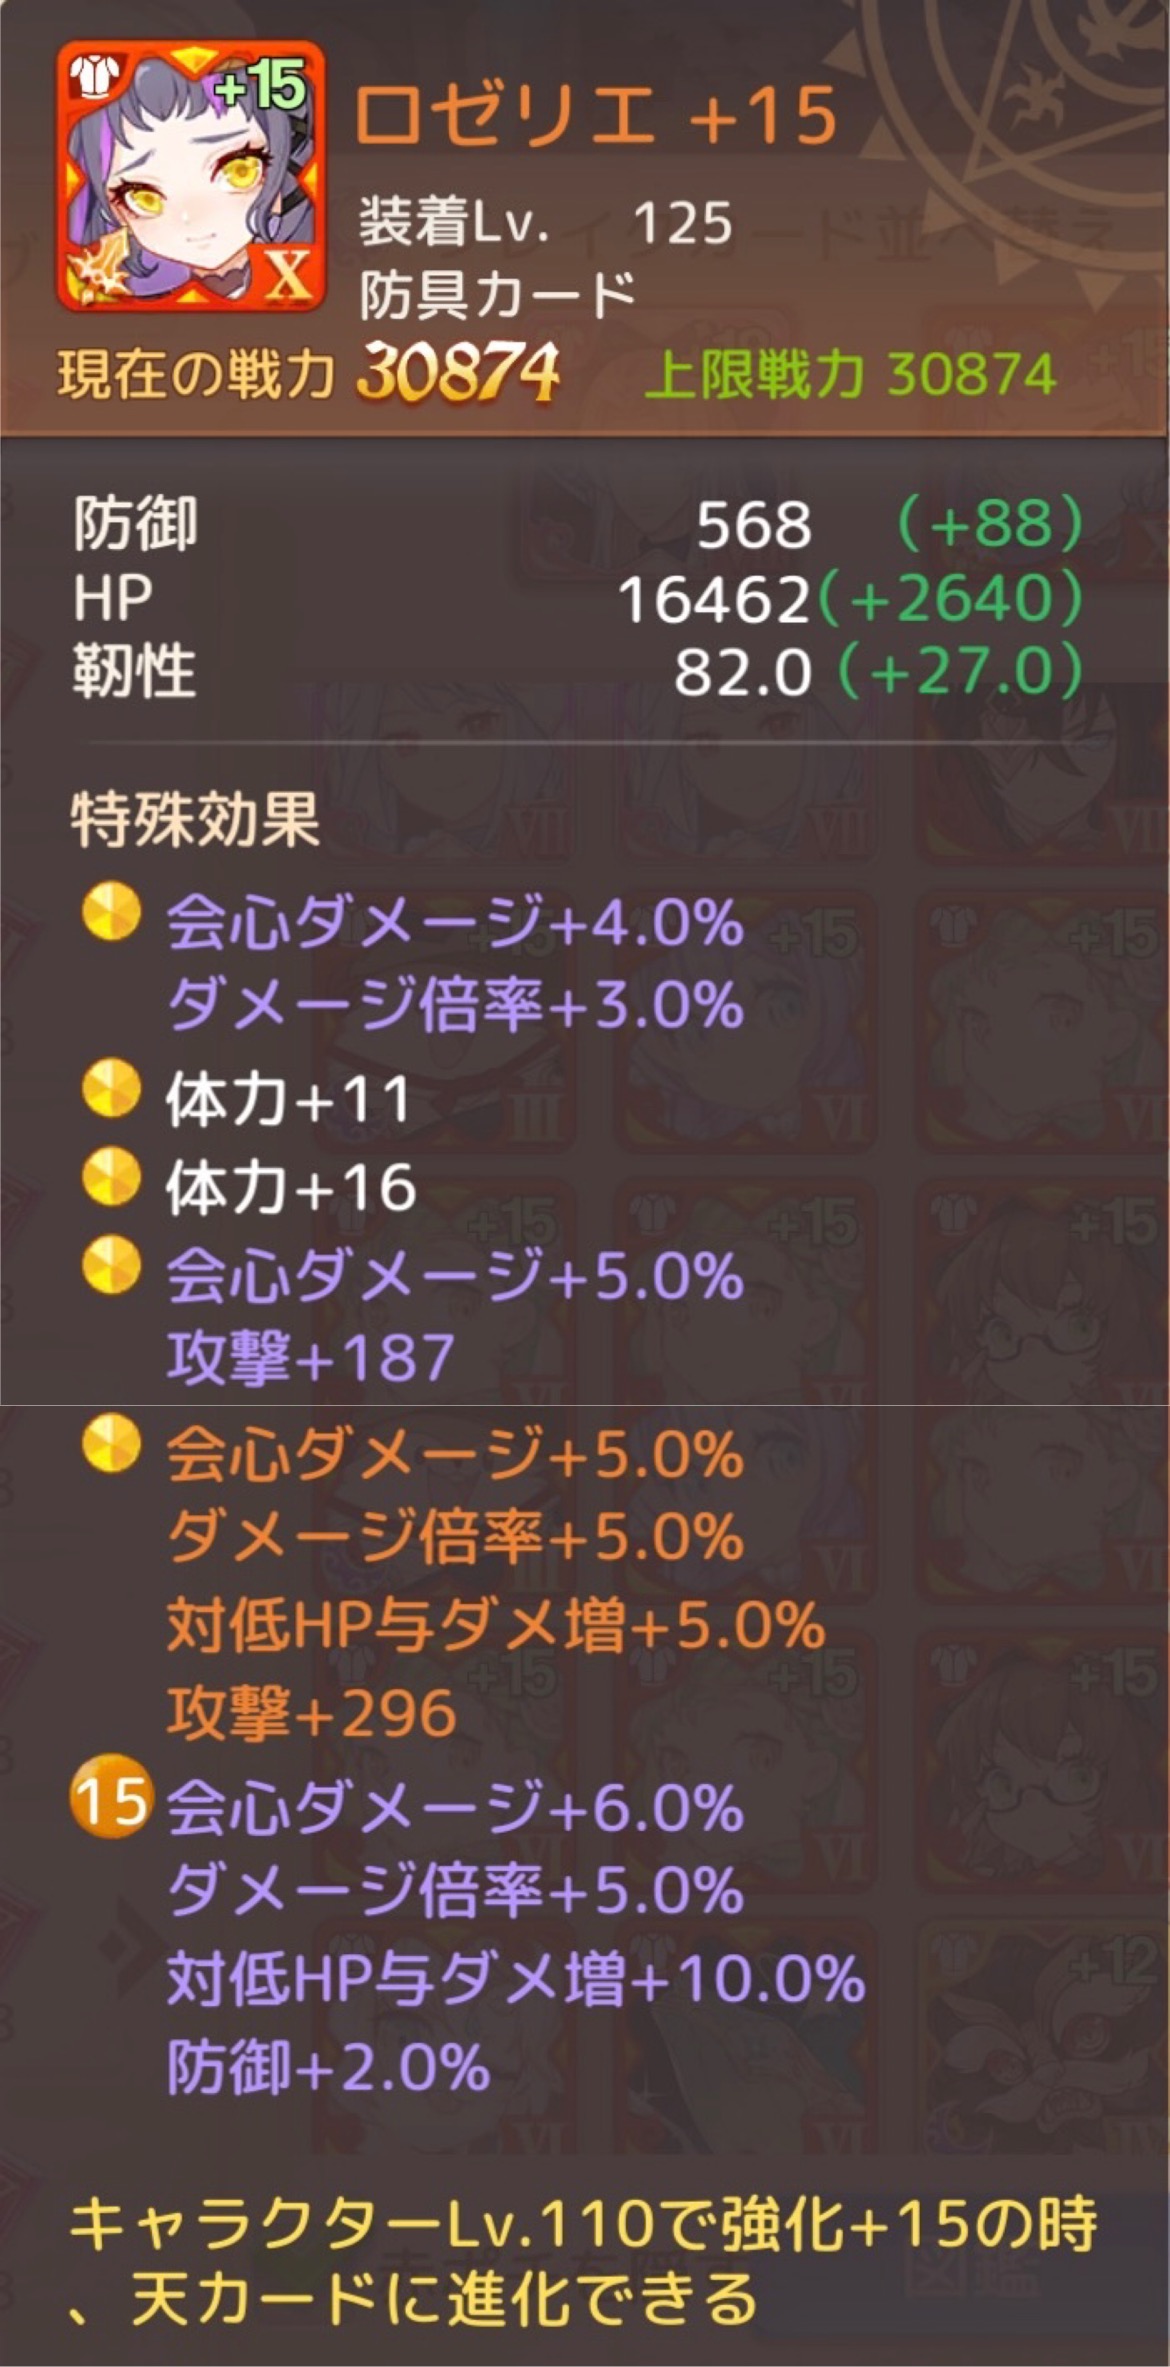 +15
X
ロゼリエ +15
装着Lv. 125
防具カード
現在の戦力 30874 上限戦力 30874
防御 568 (+88)
HP 16462(+2640)
靭性 82.0 (+27.0)
特殊効果
会心ダメージ+4.0%
ダメージ倍率+3.0%
体力+11
体力+16
会心ダメージ+5.0%
攻撃+187
会心ダメージ+5.0%
ダメージ倍率+5.0%
対低HP与ダメ増+5.0%
攻撃+296
15 会心ダメージ+6.0%
ダメージ倍率+5.0%
対低HP与ダメ増+10.0%
防御+2.0%
キャラクターLv.110で強化+15の時
、天カードに進化できる